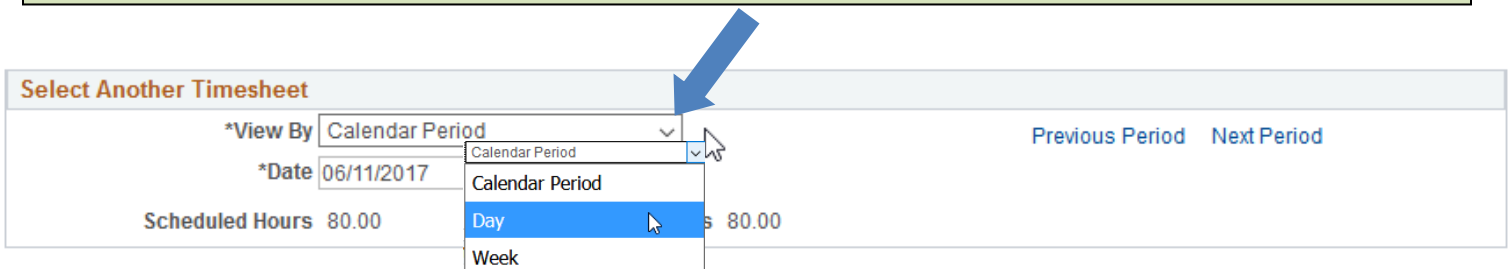 Select Another Timesheet
*View By Calendar Period Previous Period Next Period
Calendar Period
*Date 06/11/2017 Calendar Period
Scheduled Hours 80.00 Day s 80.00
Week